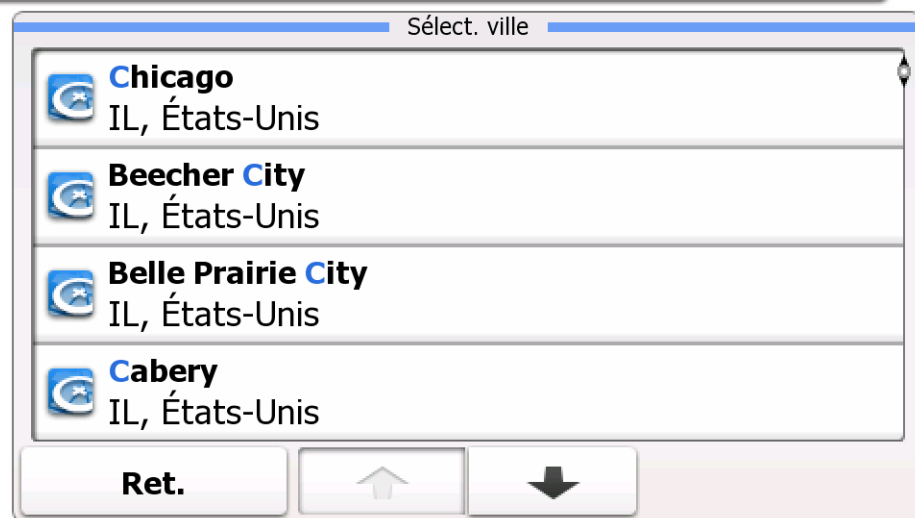 Sélect. ville
Chicago
IL, États-Unis
Beecher City
IL, États-Unis
Belle Prairie City
IL, États-Unis
Cabery
IL, États-Unis
Ret.